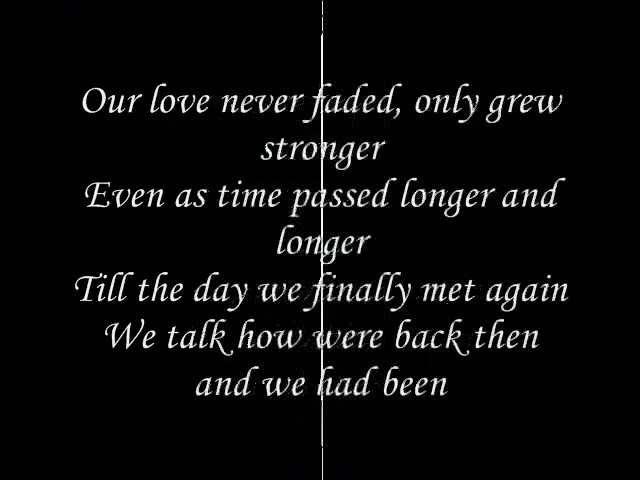 Our love never faded, only grew
stronger
Even as time passed longer and
longer
Till the day we finally met again
We talk how were back then
and we had been